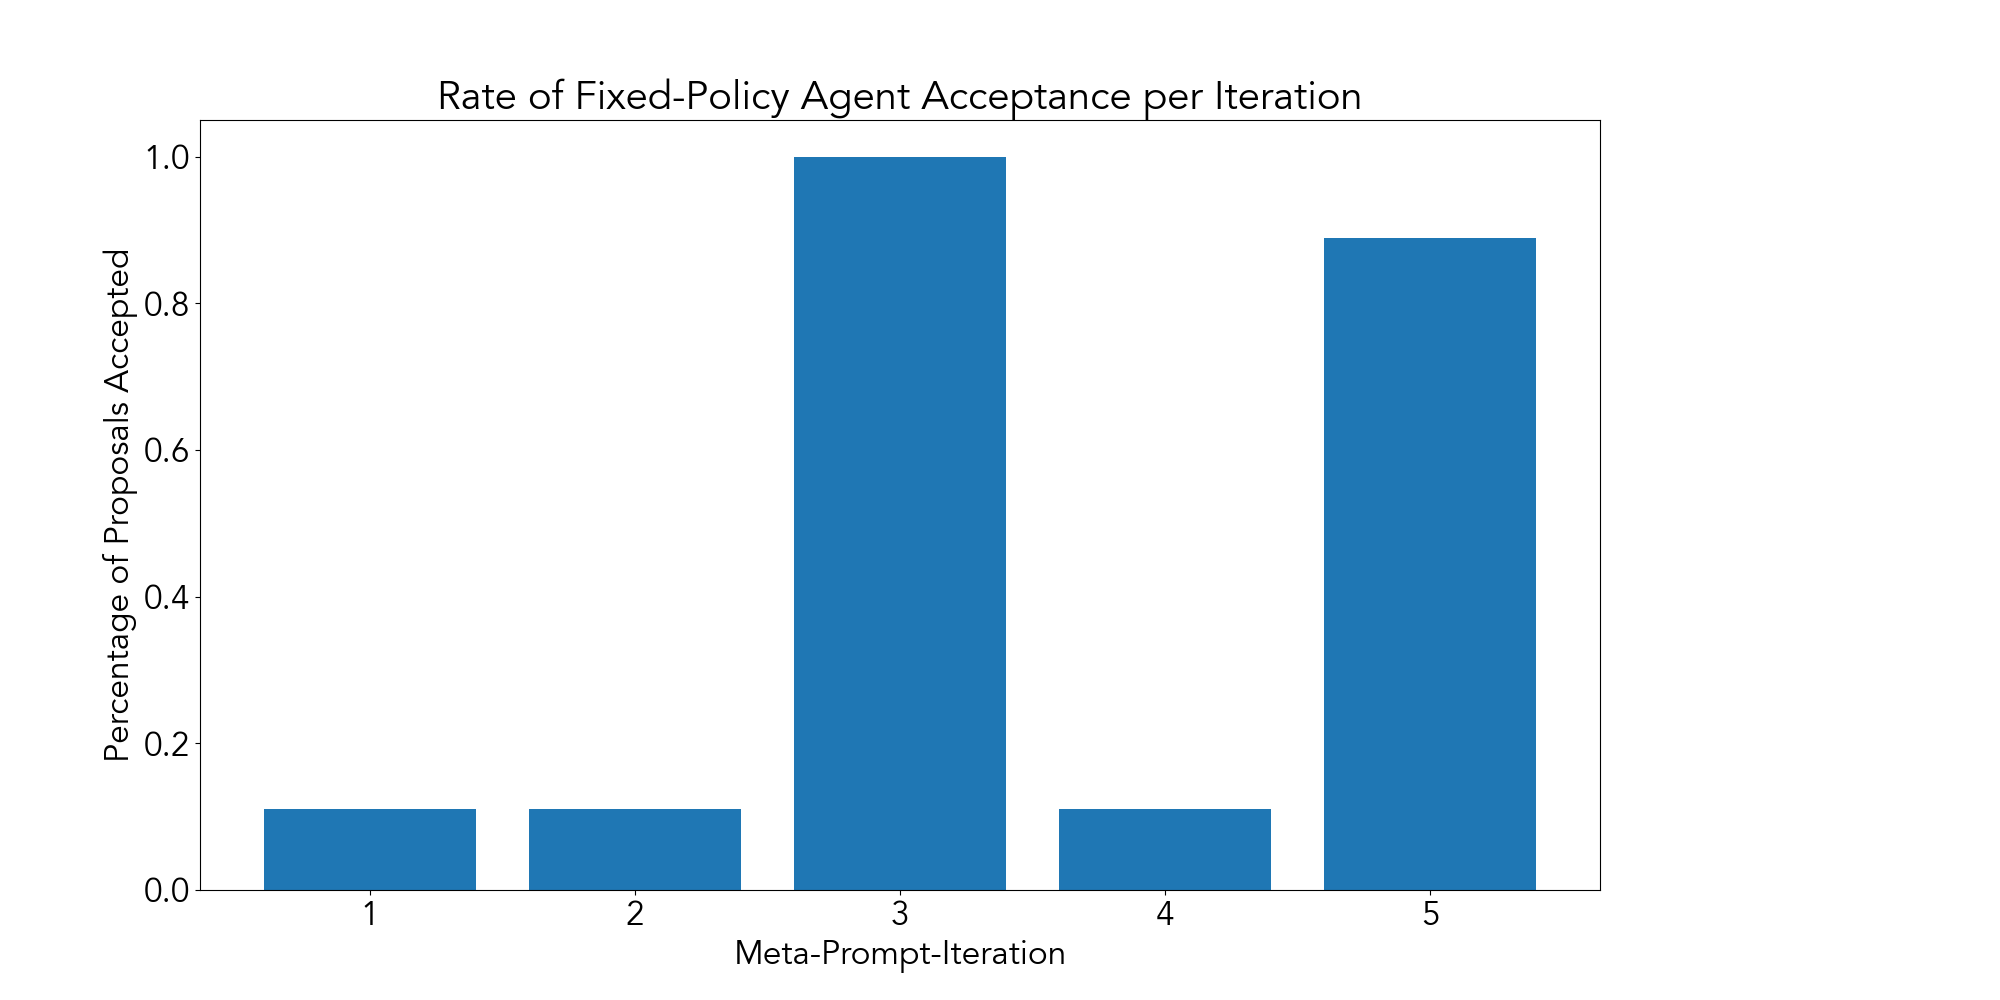 Rate of Fixed-Policy Agent Acceptance per Iteration
Percentage of Proposals Accepted
1.0
0.8
0.6
0.4
0.2
0.0
1 2 3 4 5
Meta-Prompt-Iteration